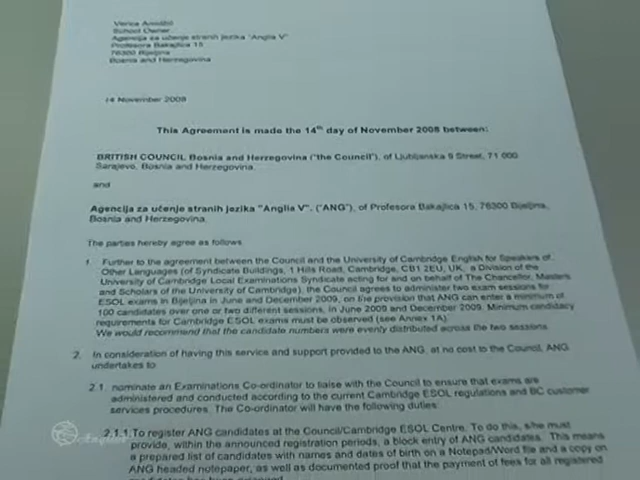 School Owner
Agencija za učenje stranih jezika "Anglia V"
Profesora Bakajlica 15
76300 Bijeljina
Bosnia and Herzegovina
14 November 2008
This Agreement is made the 14th day of November 2008 between:
BRITISH COUNCIL Bosnia and Herzegovina ("the Council"), of Ljubljanska 9 Street, 71 000
Sarajevo, Bosnia and Herzegovina.
and
Agencija za učenje stranih jezika "Anglia V". ("ANG"), of Profesora Bakajlica 15, 76300 Bijeljina,
Bosnia and Herzegovina.
The parties hereby agree as follows
1. Further to the agreement between the Council and the University of Cambridge English for Speakers of
Other Languages (of Syndicate Buildings, 1 Hills Road, Cambridge, CB1 2EU, UK, a Division of the
University of Cambridge Local Examinations Syndicate acting for and on behalf of The Chancellor, Masters
and Scholars of the University of Cambridge), the Council agrees to administer two exam sessions for
ESOL exams in Bijeljina in June and December 2009, on the provision that ANG can enter a minimum of
100 candidates over one or two different sessions, in June 2009 and December 2009. Minimum candidacy
requirements for Cambridge ESOL exams must be observed (see Annex 1A).
We would recommend that the candidate numbers were evenly distributed across the two sessions.
2. In consideration of having this service and support provided to the ANG, at no cost to the Council, ANG
undertakes to
2.1. nominate an Examinations Co-ordinator to liaise with the Council to ensure that exams are
administered and conducted according to the current Cambridge ESOL regulations and BC customer
services procedures. The Co-ordinator will have the following duties:
2.1.1. To register ANG candidates at the Council/Cambridge ESOL Centre. To do this, s/he must
provide, within the announced registration periods, a block entry of ANG candidates. This means
a prepared list of candidates with names and dates of birth on a Notepad/Word file and a copy on
ANG headed notepaper, as well as documented proof that the payment of fees for all registered